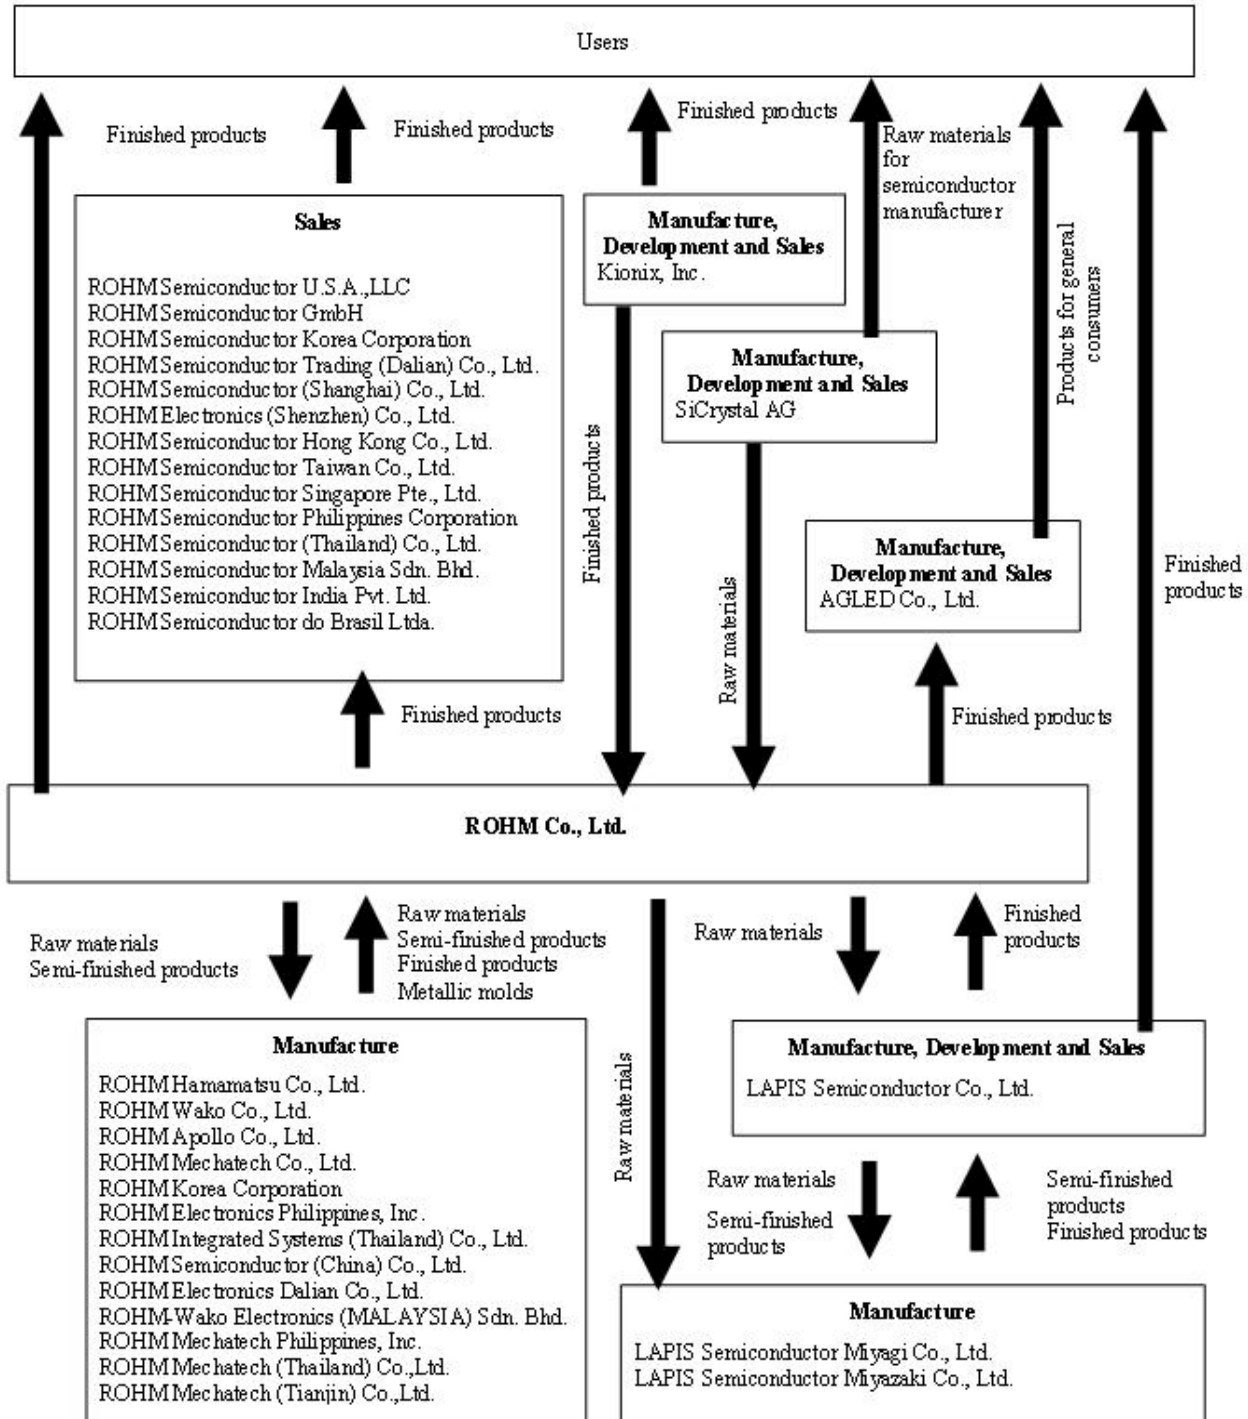 Users
Finished products
Finished products
Finished products
Raw materials
for
semiconductor
manufacturer
Products for general
consumers
Finished
products
Sales
ROHM Semiconductor U.S.A.,LLC
ROHM Semiconductor GmbH
ROHM Semiconductor Korea Corporation
ROHM Semiconductor Trading (Dalian) Co., Ltd.
ROHM Semiconductor (Shanghai) Co., Ltd.
ROHM Electronics (Shenzhen) Co., Ltd.
ROHM Semiconductor Hong Kong Co., Ltd.
ROHM Semiconductor Taiwan Co., Ltd.
ROHM Semiconductor Singapore Pte., Ltd.
ROHM Semiconductor Philippines Corporation
ROHM Semiconductor (Thailand) Co., Ltd.
ROHM Semiconductor Malaysia Sdn. Bhd.
ROHM Semiconductor India Pvt. Ltd.
ROHM Semiconductor do Brasil Ltda.
Manufacture,
Development and Sales
Kionix, Inc.
Manufacture,
Development and Sales
SiCrystal AG
Manufacture,
Development and Sales
AGLED Co., Ltd.
Finished products
Raw materials
Finished products
Finished products
ROHM Co., Ltd.
Raw materials
Semi-finished products
Raw materials
Semi-finished products
Finished products
Metallic molds
Raw materials
Raw materials
Finished
products
Manufacture
ROHM Hamamatsu Co., Ltd.
ROHM Wako Co., Ltd.
ROHM Apollo Co., Ltd.
ROHM Mechatech Co., Ltd.
ROHM Korea Corporation
ROHM Electronics Philippines, Inc.
ROHM Integrated Systems (Thailand) Co., Ltd.
ROHM Semiconductor (China) Co., Ltd.
ROHM Electronics Dalian Co., Ltd.
ROHM-Wako Electronics (MALAYSIA) Sdn. Bhd.
ROHM Mechatech Philippines, Inc.
ROHM Mechatech (Thailand) Co.,Ltd.
ROHM Mechatech (Tianjin) Co.,Ltd.
Manufacture, Development and Sales
LAPIS Semiconductor Co., Ltd.
Raw materials
Semi-finished
products
Semi-finished
products
Finished products
Manufacture
LAPIS Semiconductor Miyagi Co., Ltd.
LAPIS Semiconductor Miyazaki Co., Ltd.